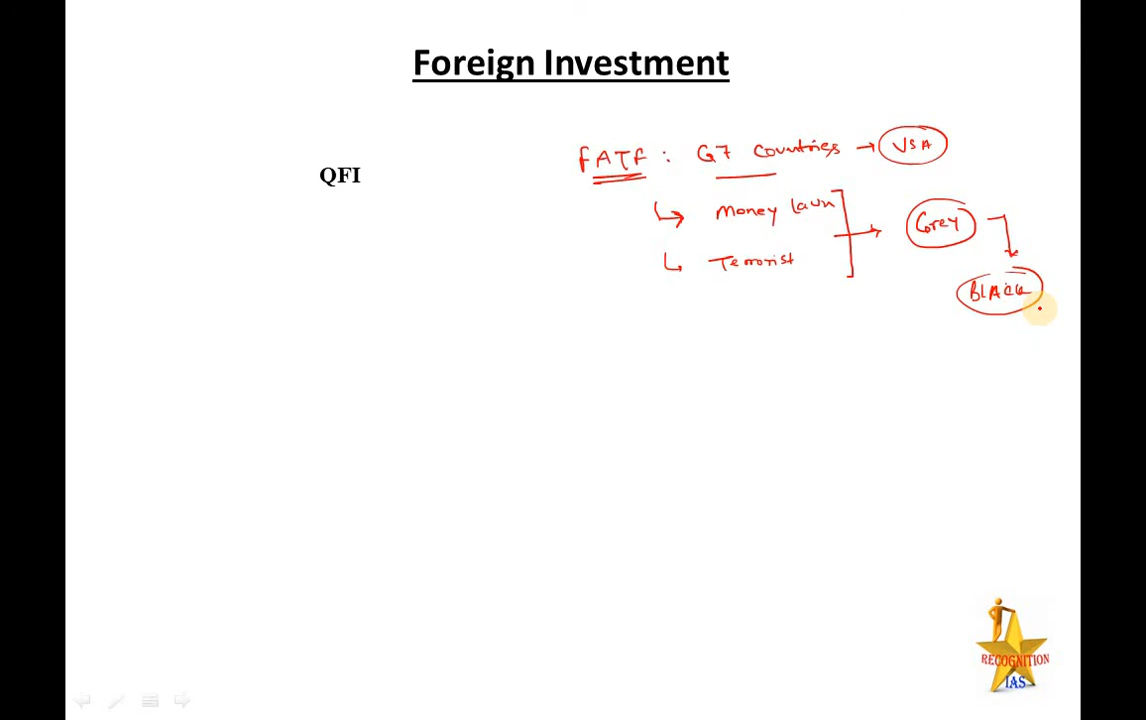 Foreign Investment
FATF : G7 Countries → USA
QFI
Money Laun
Grey
Terrorist
BLACK
RECOGNITION
IAS